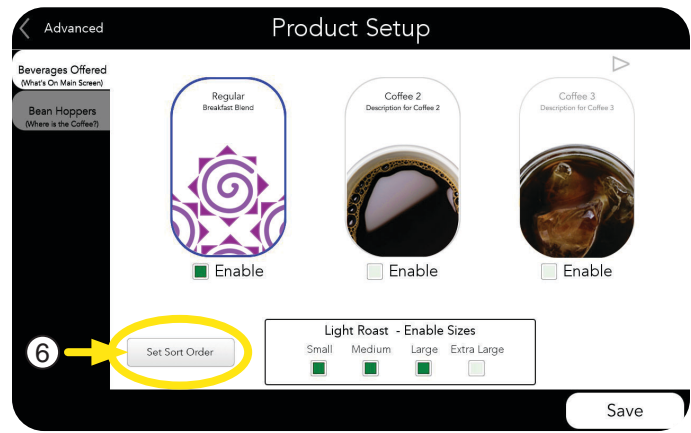 Advanced
Product Setup
Beverages Offered
(What's On Main Screen)
Bean Hoppers
(Where is the Coffee?)
Regular
Breakfast Blend
Coffee 2
Description for Coffee 2
Coffee 3
Description for Coffee 3
Enable
Enable
Enable
6
Set Sort Order
Light Roast - Enable Sizes
Small Medium Large Extra Large
Save